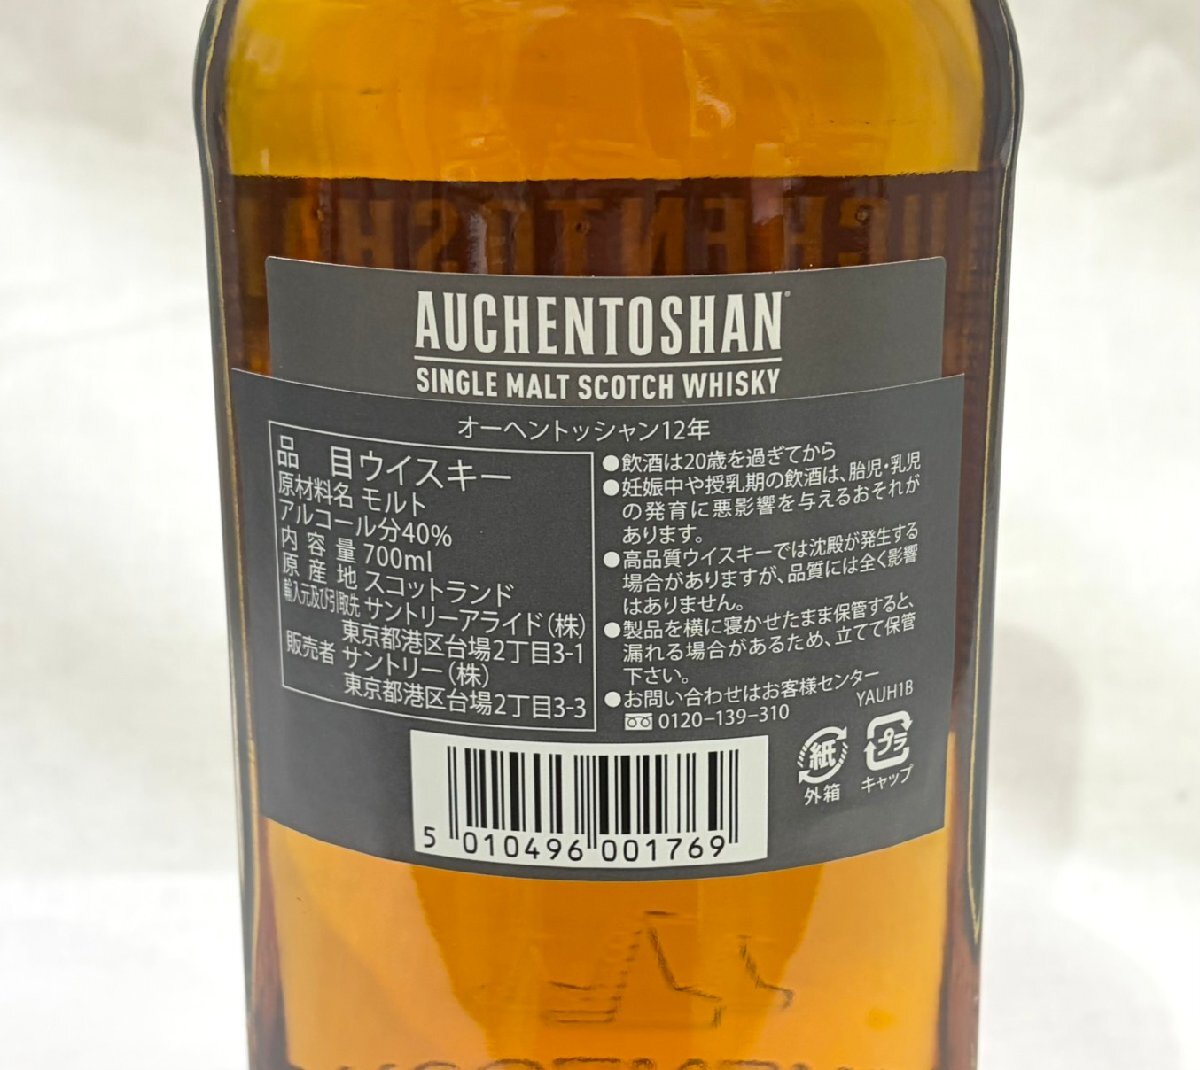 AUCHENTOSHAN
SINGLE MALT SCOTCH WHISKY
オーヘントッシャン12年
品 目 ウイスキー
原材料名 モルト
アルコール分40%
内 容 量 700ml
原 産 地 スコットランド
輸入元及び引取先 サントリーアライド(株)
東京都港区台場2丁目3-1
販売者 サントリー(株)
東京都港区台場2丁目3-3
●飲酒は20歳を過ぎてから
●妊娠中や授乳期の飲酒は、胎児・乳児
の発育に悪影響を与えるおそれが
あります。
●高品質ウイスキーでは沈殿が発生する
場合がありますが、品質には全く影響
はありません。
●製品を横に寝かせたまま保管すると、
漏れる場合があるため、立てて保管
下さい。
●お問い合わせはお客様センター
0120-139-310
YAUH1B
紙
外箱
プラ
キャップ
5 010496 001769